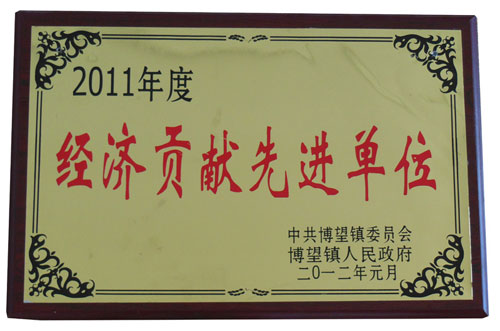 2011年度
经济贡献先进单位
中共博望镇委员会
博望镇人民政府
二〇一二年元月